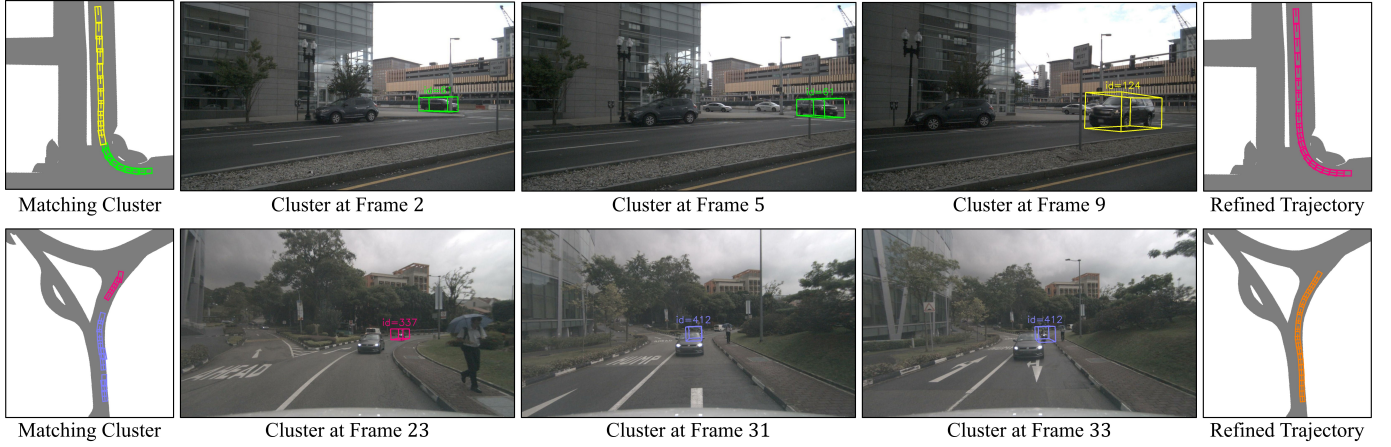 id=124
Matching Cluster
Cluster at Frame 2
Cluster at Frame 5
Cluster at Frame 9
Refined Trajectory
id=337
id=412
id=412
AHEAD
HUMP
Matching Cluster
Cluster at Frame 23
Cluster at Frame 31
Cluster at Frame 33
Refined Trajectory